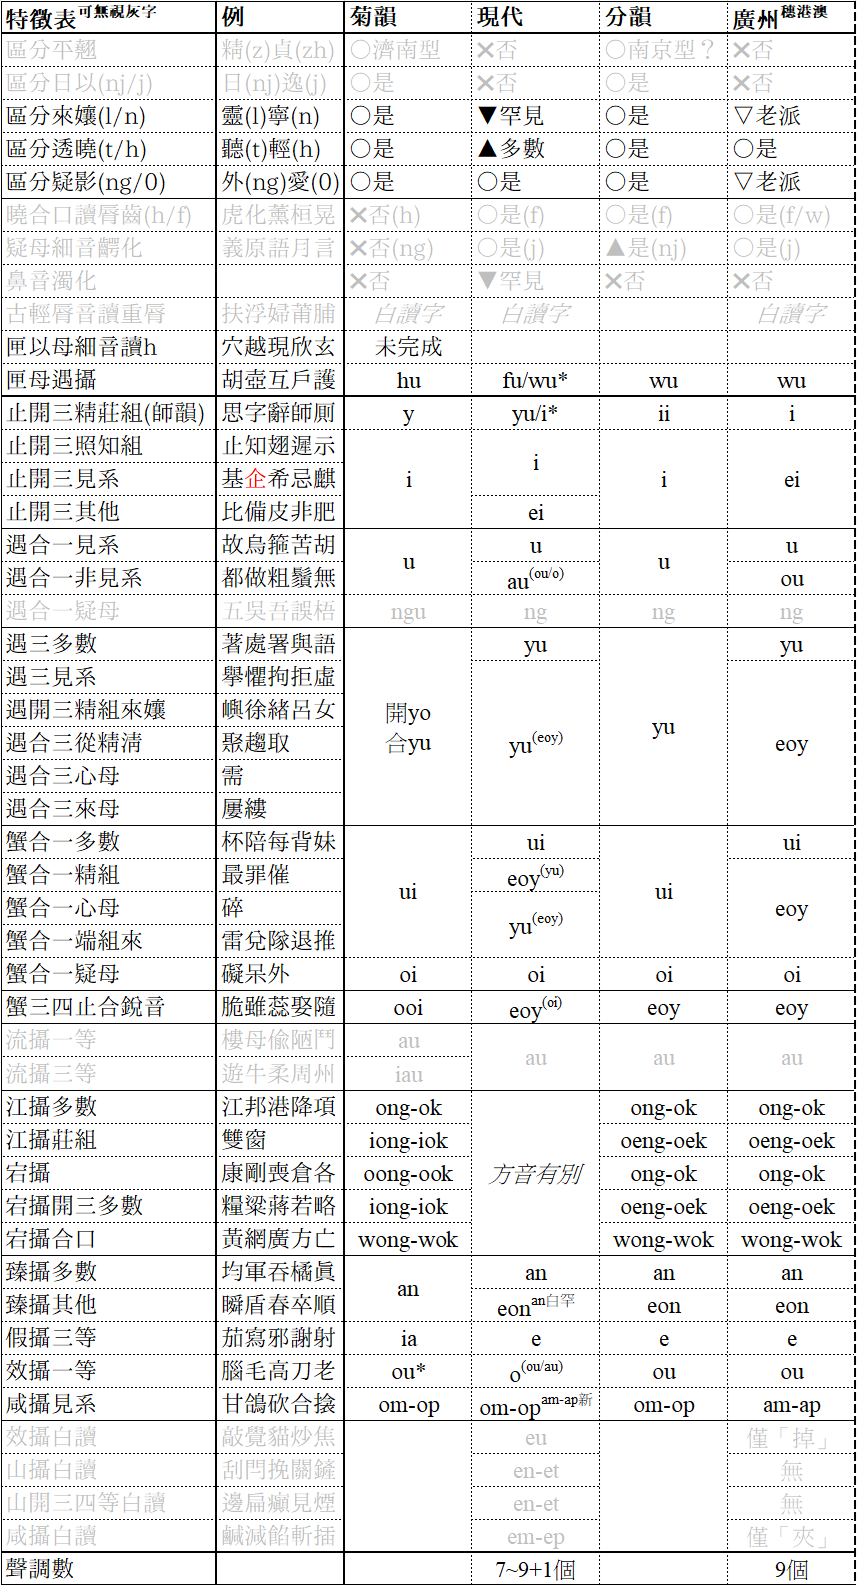 特徵表可無視灰字 例 菊韻 現代 分韻 廣州穗港澳
區分平翹 精(z)貞(zh) 〇濟南型 ✕否 〇南京型？ ✕否
區分日以(nj/j) 日(nj)逸(j) 〇是 ✕否 〇是 ✕否
區分來孃(l/n) 靈(l)寧(n) 〇是 ▼罕見 〇是 ▽老派
區分透曉(t/h) 聽(t)輕(h) 〇是 ▲多數 〇是 〇是
區分疑影(ng/0) 外(ng)愛(0) 〇是 〇是 〇是 ▽老派
曉合口讀脣齒(h/f) 虎化薰桓晃 ✕否(h) 〇是(f) 〇是(f) 〇是(f/w)
疑母細音齶化 義原語月言 ✕否(ng) 〇是(j) ▲是(nj) 〇是(j)
鼻音濁化 ✕否 ▼罕見 ✕否 ✕否
古輕脣音讀重脣 扶浮婦莆脯 白讀字 白讀字 白讀字
匣以母細音讀h 穴越現欣玄 未完成
匣母遇攝 胡壺互戶護 hu fu/wu* wu wu
止開三精莊組(師韻) 思字辭師厠 y yu/i* ii i
止開三照知組 止知翅遲示 i i i ei
止開三見系 基企希忌麒
止開三其他 比備皮非肥 ei
遇合一見系 故烏箍苦胡 u u u u
遇合一非見系 都做粗鬚無 au(ou/o) ou
遇合一疑母 五吳吾誤梧 ngu ng ng ng
遇三多數 著處署與語 開yo 合yu yu yu yu
遇三見系 舉懼拘拒虛 yu(eoy) eoy
遇開三精組來孃 嶼徐緒呂女
遇合三從精淸 聚趨取
遇合三心母 需
遇合三來母 屢縷
蟹合一多數 杯陪每背妹 ui ui ui ui
蟹合一精組 最罪催 eoy(yu) eoy
蟹合一心母 碎 yu(eoy)
蟹合一端組來 雷兌隊退推
蟹合一疑母 礙呆外 oi oi oi oi
蟹三四止合銳音 脆雖蕊娶隨 ooi eoy(oi) eoy eoy
流攝一等 樓母偸陋鬥 au au au au
流攝三等 遊牛柔周州 iau
江攝多數 江邦港降項 ong-ok 方音有別 ong-ok ong-ok
江攝莊組 雙窗 iong-iok oeng-oek oeng-oek
宕攝 康剛喪倉各 oong-ook ong-ok ong-ok
宕攝開三多數 糧粱蔣若略 iong-iok oeng-oek oeng-oek
宕攝合口 黃網廣方亡 wong-wok wong-wok wong-wok
臻攝多數 均軍吞橘眞 an an an an
臻攝其他 瞬盾春卒順 eonan白罕 eon eon
假攝三等 茄寫邪謝射 ia e e e
效攝一等 腦毛高刀老 ou* o(ou/au) ou ou
咸攝見系 甘鴿砍合掩 om-op om-opam-ap新 om-op am-ap
效攝白讀 敲覺貓炒焦 eu 僅「掉」
山攝白讀 刮閂挽關鏟 en-et 無
山開三四等白讀 邊扁癲見煙 en-et 無
咸攝白讀 鹹減餡斬插 em-ep 僅「夾」
聲調數 7~9+1個 9個